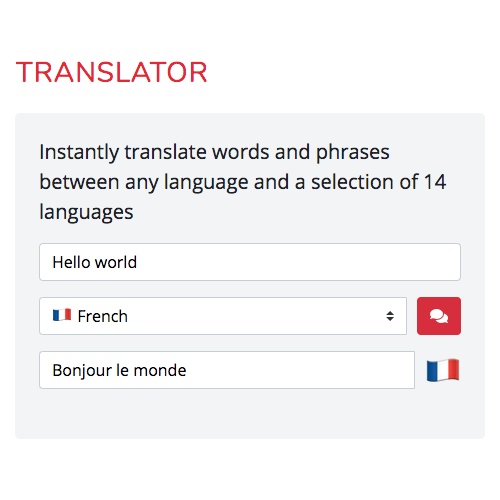 TRANSLATOR
Instantly translate words and phrases
between any language and a selection of 14
languages
Hello world
French
Bonjour le monde